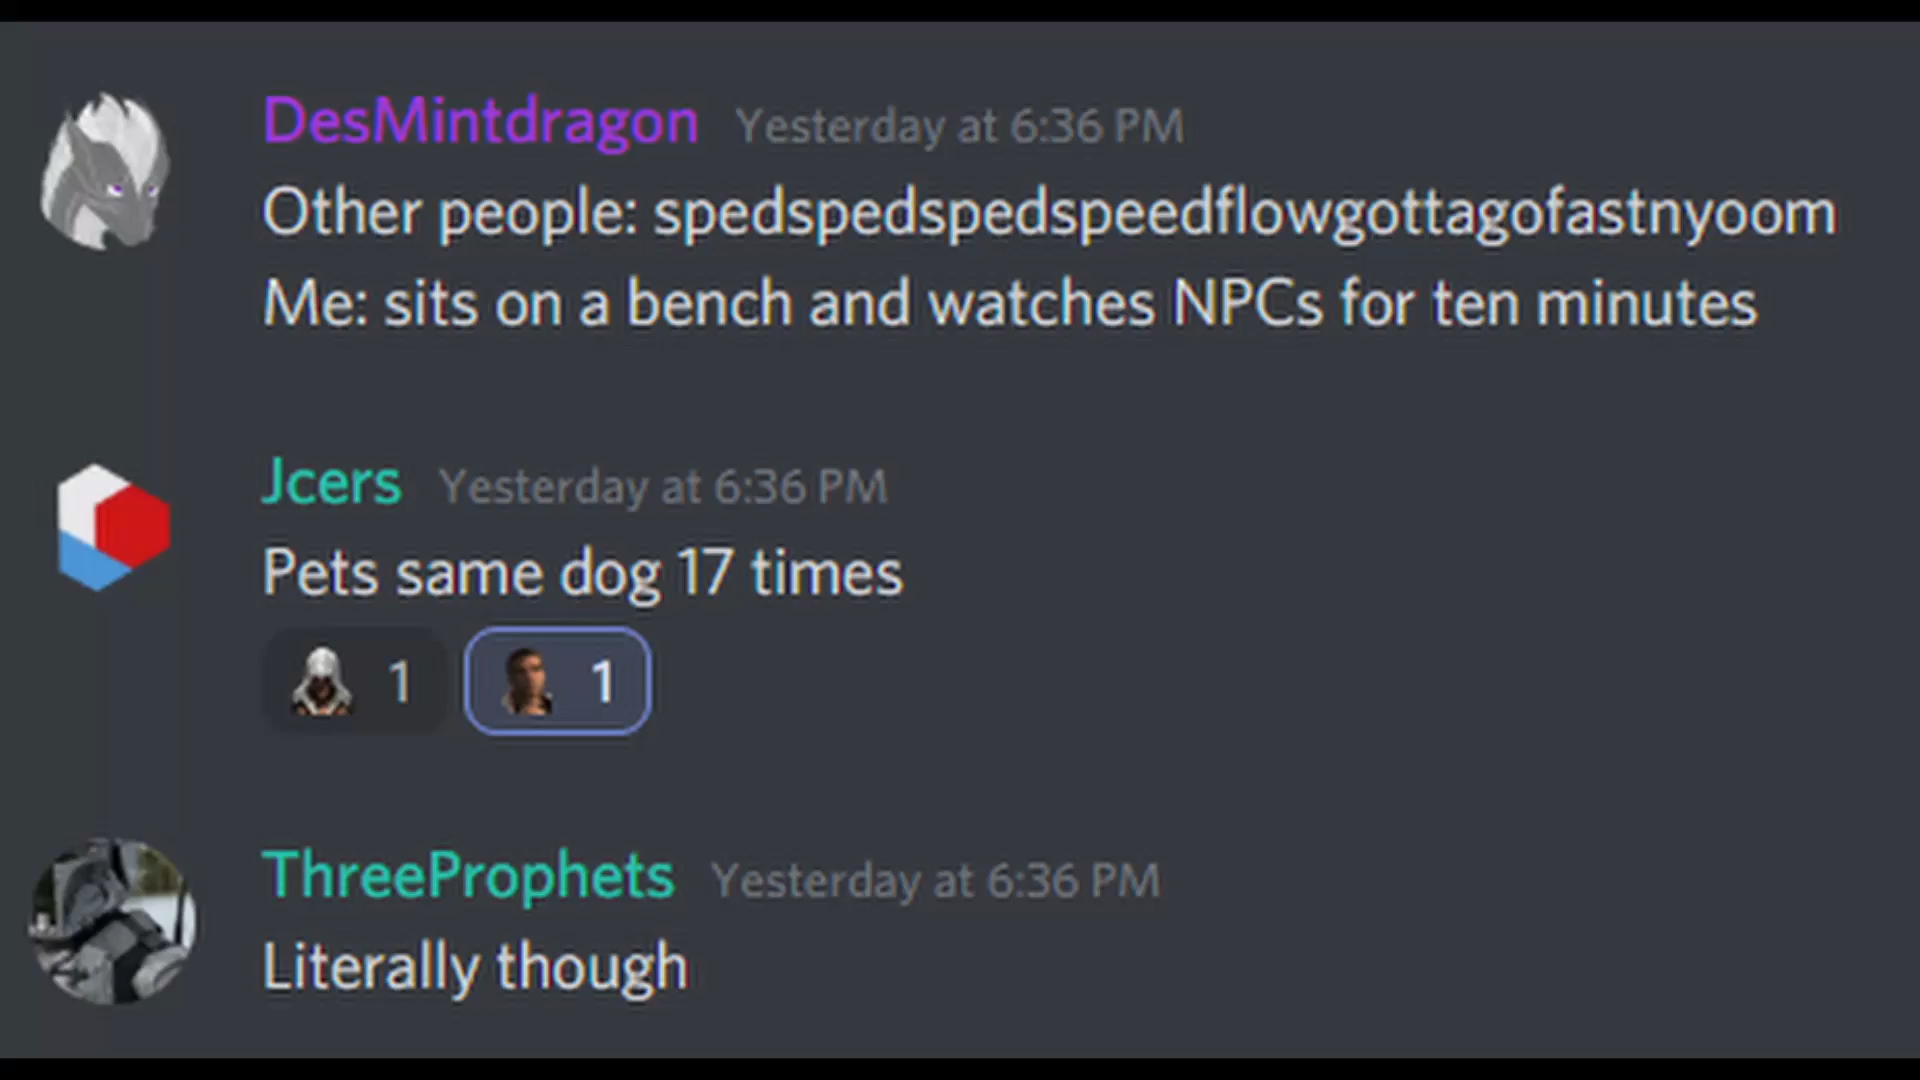 DesMintdragon Yesterday at 6:36 PM
Other people: spedspedspedspeedflowgottagofastnyoom
Me: sits on a bench and watches NPCs for ten minutes
Jcers Yesterday at 6:36 PM
Pets same dog 17 times
1 1
ThreeProphets Yesterday at 6:36 PM
Literally though